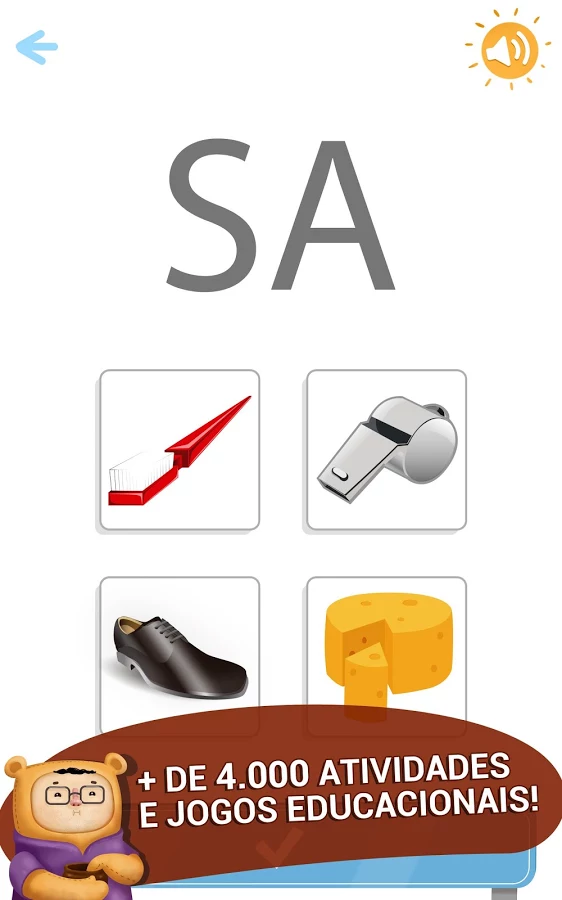 SA
+ DE 4.000 ATIVIDADES
E JOGOS EDUCACIONAIS!